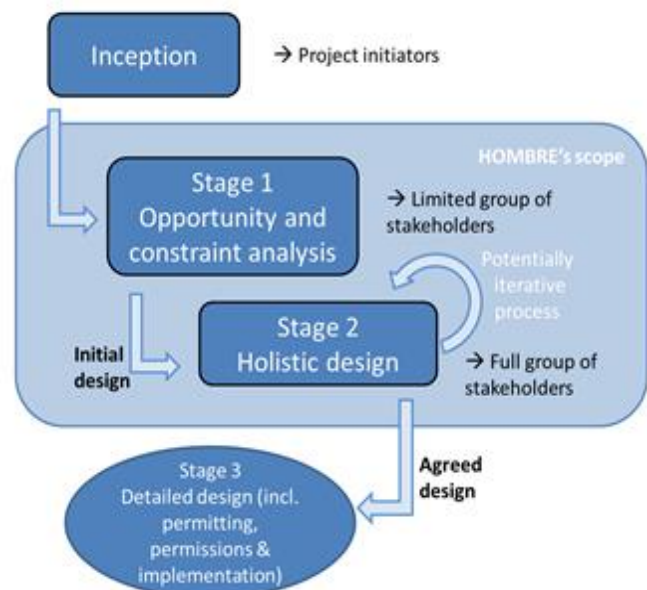 Inception
→ Project initiators
HOMBRE's scope
Stage 1
Opportunity and
constraint analysis
→ Limited group of
stakeholders
Potentially
iterative
process
Stage 2
Holistic design
Initial
design
→ Full group of
stakeholders
Agreed
design
Stage 3
Detailed design (incl.
permitting,
permissions &
implementation)